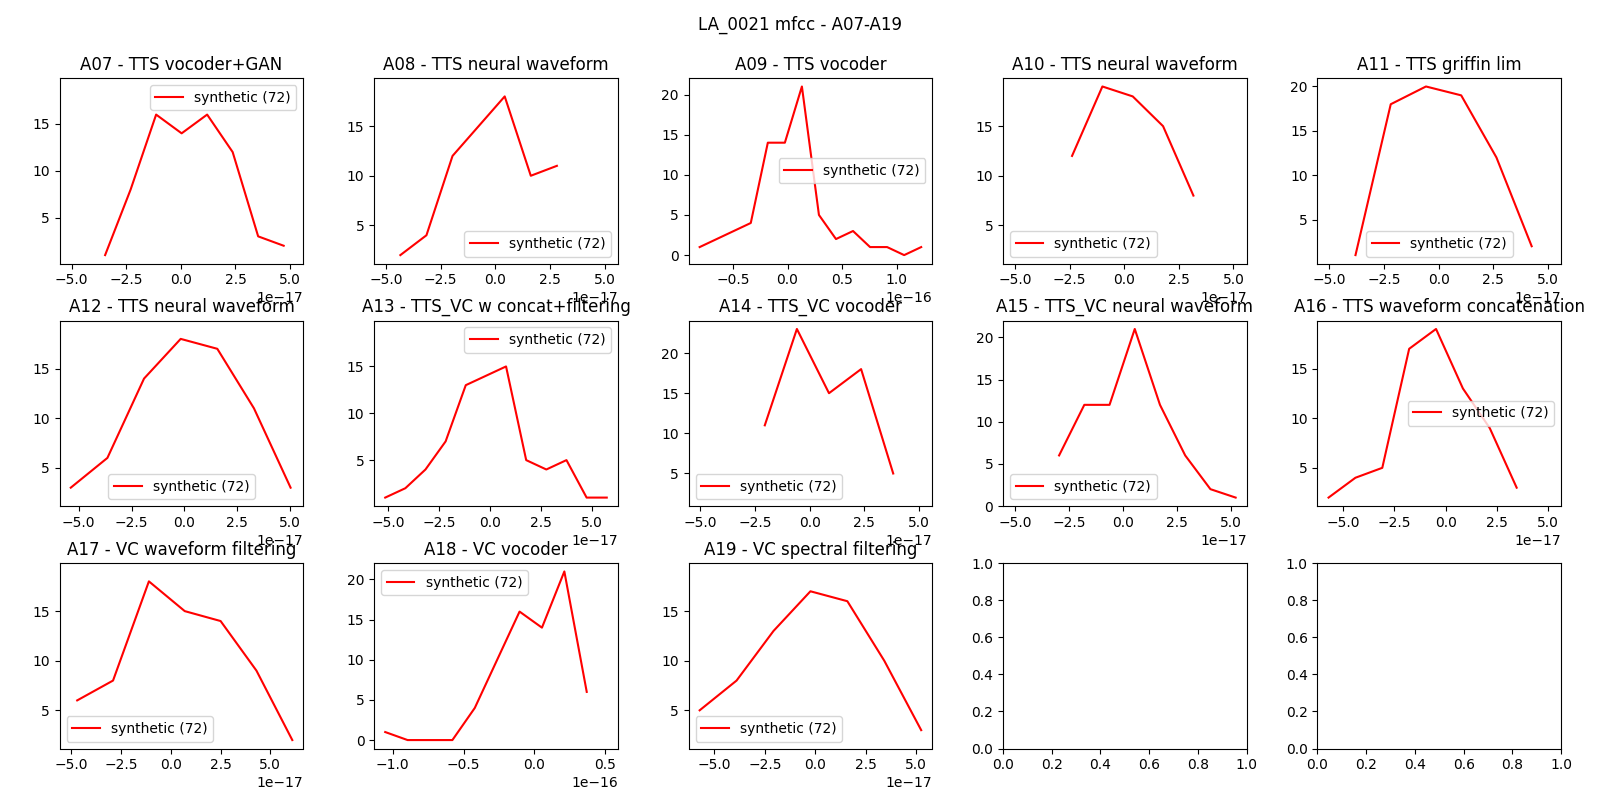 LA_0021 mfcc - A07-A19
A07 - TTS vocoder+GAN
synthetic (72)
15
10
5
−5.0 −2.5 0.0 2.5 5.0
1e−17
A08 - TTS neural waveform
synthetic (72)
15
10
5
−5.0 −2.5 0.0 2.5 5.0
1e−17
A09 - TTS vocoder
synthetic (72)
20
15
10
5
0
−0.5 0.0 0.5 1.0
1e−16
A10 - TTS neural waveform
synthetic (72)
15
10
5
−5.0 −2.5 0.0 2.5 5.0
1e−17
A11 - TTS griffin lim
synthetic (72)
20
15
10
5
−5.0 −2.5 0.0 2.5 5.0
1e−17
A12 - TTS neural waveform
synthetic (72)
15
10
5
−5.0 −2.5 0.0 2.5 5.0
1e−17
A13 - TTS_VC w concat+filtering
synthetic (72)
15
10
5
−5.0 −2.5 0.0 2.5 5.0
1e−17
A14 - TTS_VC vocoder
synthetic (72)
20
15
10
5
−5.0 −2.5 0.0 2.5 5.0
1e−17
A15 - TTS_VC neural waveform
synthetic (72)
20
15
10
5
0
−5.0 −2.5 0.0 2.5 5.0
1e−17
A16 - TTS waveform concatenation
synthetic (72)
15
10
5
−5.0 −2.5 0.0 2.5 5.0
1e−17
A17 - VC waveform filtering
synthetic (72)
15
10
5
−5.0 −2.5 0.0 2.5 5.0
1e−17
A18 - VC vocoder
synthetic (72)
20
15
10
5
0
−1.0 −0.5 0.0 0.5
1e−16
A19 - VC spectral filtering
synthetic (72)
15
10
5
−5.0 −2.5 0.0 2.5 5.0
1e−17
1.0
0.8
0.6
0.4
0.2
0.0
0.0 0.2 0.4 0.6 0.8 1.0
1.0
0.8
0.6
0.4
0.2
0.0
0.0 0.2 0.4 0.6 0.8 1.0